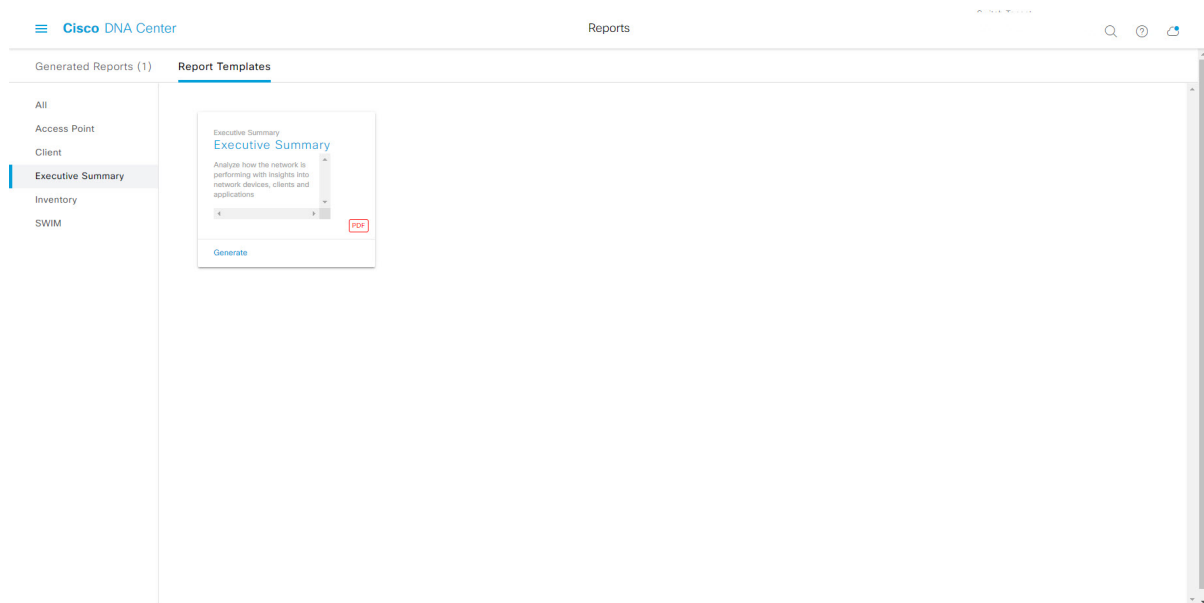 Cisco DNA Center
Reports
Generated Reports (1)
Report Templates
All
Access Point
Client
Executive Summary
Inventory
SWIM
Executive Summary
Executive Summary
Analyze how the network is
performing with insights into
network devices, clients and
applications
PDF
Generate